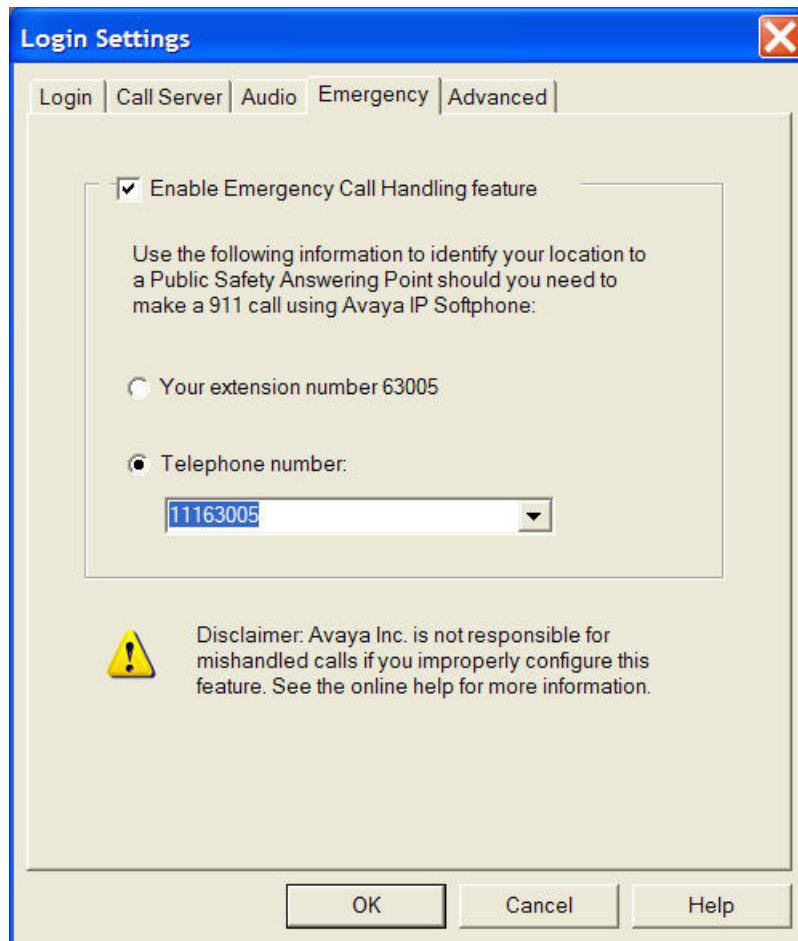 Login Settings
Login Call Server Audio Emergency Advanced
Enable Emergency Call Handling feature
Use the following information to identify your location to
a Public Safety Answering Point should you need to
make a 911 call using Avaya IP Softphone:
Your extension number 63005
Telephone number:
11163005
Disclaimer: Avaya Inc. is not responsible for
mishandled calls if you improperly configure this
feature. See the online help for more information.
OK Cancel Help